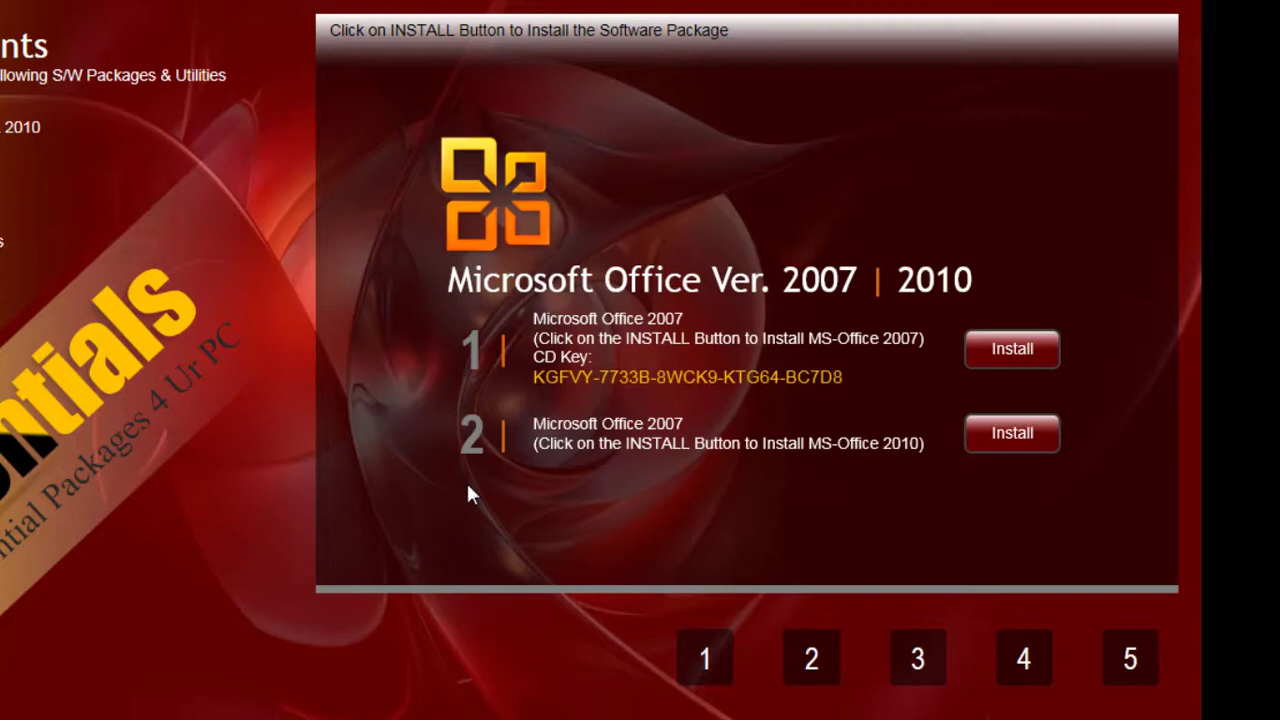 Click on INSTALL Button to Install the Software Package
nts
llowing S/W Packages & Utilities
2010
s
ntials
ntial Packages 4 Ur PC
Microsoft Office Ver. 2007 | 2010
1 |
Microsoft Office 2007
(Click on the INSTALL Button to Install MS-Office 2007)
CD Key:
KGFVY-7733B-8WCK9-KTG64-BC7D8
Install
2 |
Microsoft Office 2007
(Click on the INSTALL Button to Install MS-Office 2010)
Install
1 2 3 4 5